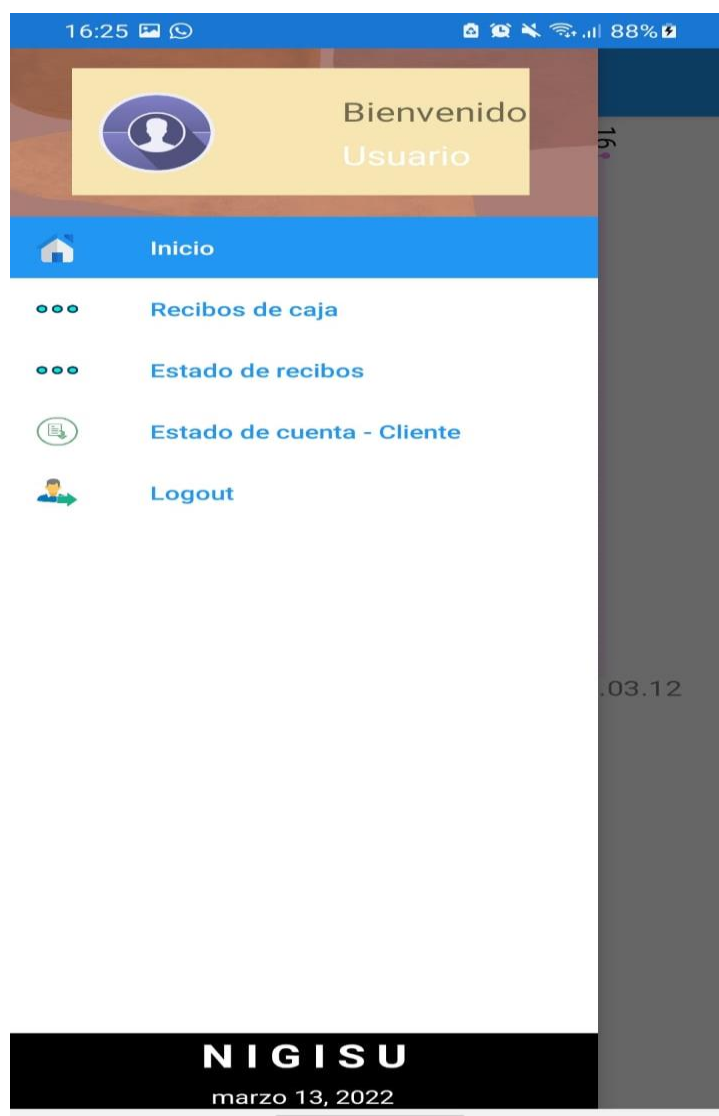 16:25
88%
Bienvenido
Usuario
16
Inicio
Recibos de caja
Estado de recibos
Estado de cuenta - Cliente
Logout
.03.12
NIGISU
marzo 13, 2022